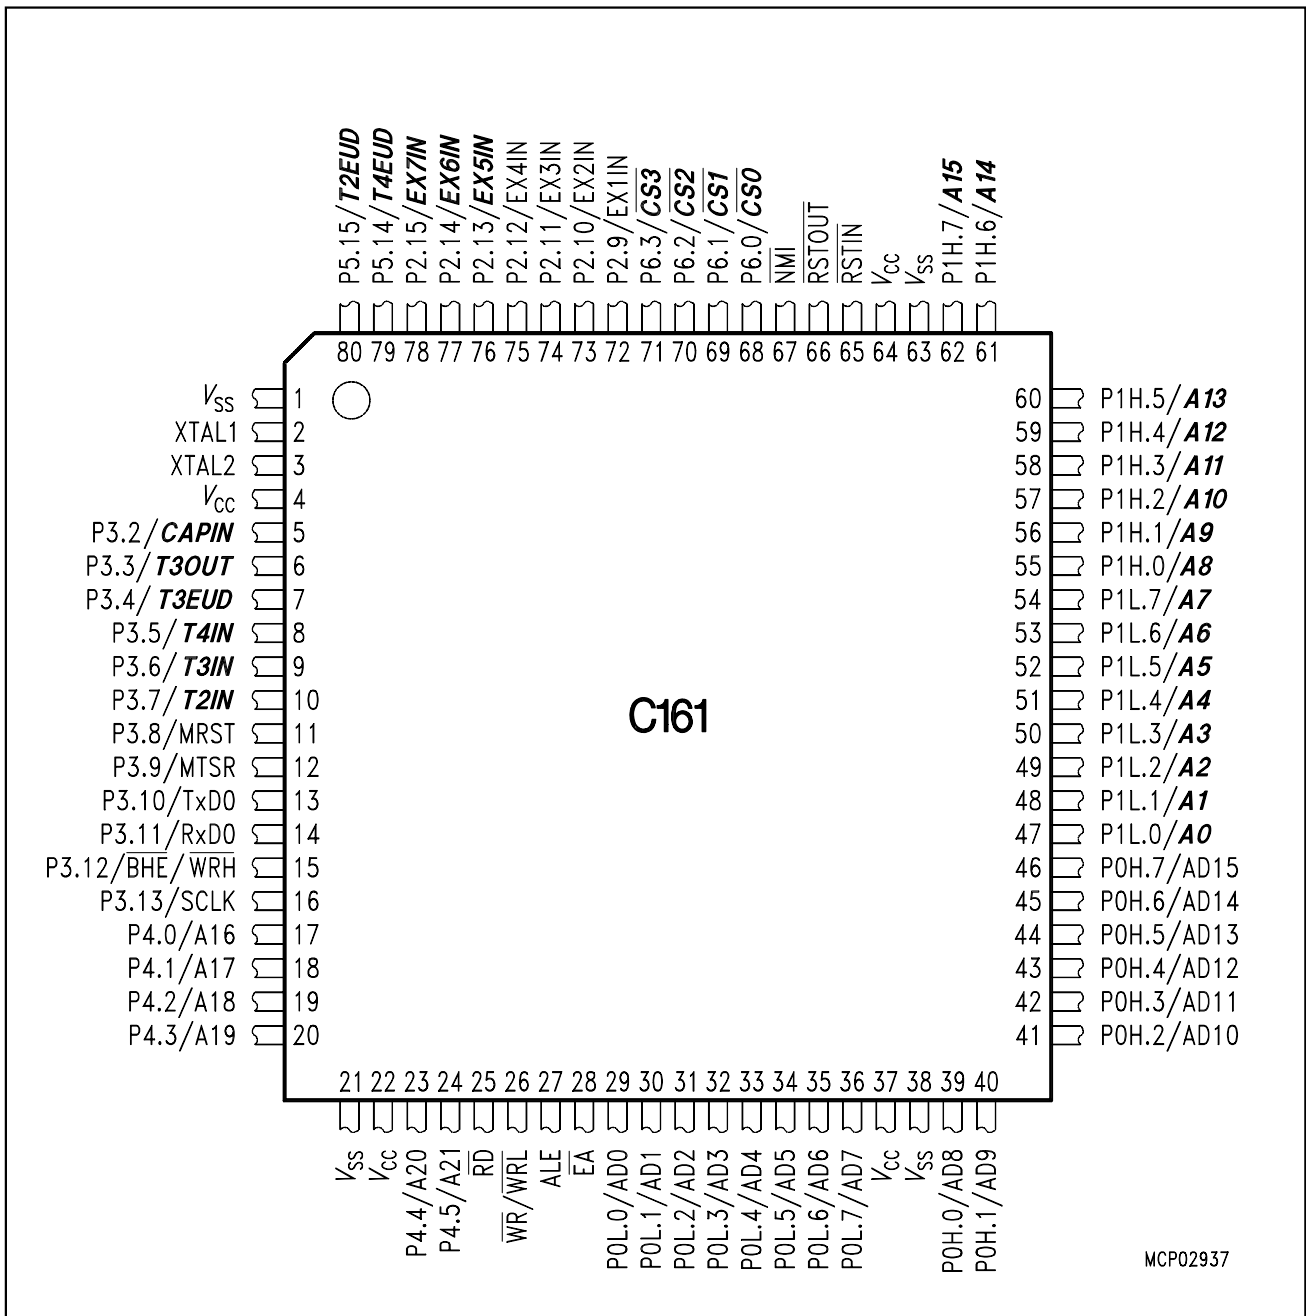 P5.15/T2EUD
P5.14/T4EUD
P2.15/EX7IN
P2.14/EX6IN
P2.13/EX5IN
P2.12/EX4IN
P2.11/EX3IN
P2.10/EX2IN
P2.9/EX1IN
P6.3/CS3
P6.2/CS2
P6.1/CS1
P6.0/CS0
NMI
RSTOUT
RSTIN
VCC
VSS
P1H.7/A15
P1H.6/A14
80 79 78 77 76 75 74 73 72 71 70 69 68 67 66 65 64 63 62 61
VSS 1
XTAL1 2
XTAL2 3
VCC 4
P3.2/CAPIN 5
P3.3/T3OUT 6
P3.4/T3EUD 7
P3.5/T4IN 8
P3.6/T3IN 9
P3.7/T2IN 10
P3.8/MRST 11
P3.9/MTSR 12
P3.10/TxD0 13
P3.11/RxD0 14
P3.12/BHE/WRH 15
P3.13/SCLK 16
P4.0/A16 17
P4.1/A17 18
P4.2/A18 19
P4.3/A19 20
C161
60 P1H.5/A13
59 P1H.4/A12
58 P1H.3/A11
57 P1H.2/A10
56 P1H.1/A9
55 P1H.0/A8
54 P1L.7/A7
53 P1L.6/A6
52 P1L.5/A5
51 P1L.4/A4
50 P1L.3/A3
49 P1L.2/A2
48 P1L.1/A1
47 P1L.0/A0
46 P0H.7/AD15
45 P0H.6/AD14
44 P0H.5/AD13
43 P0H.4/AD12
42 P0H.3/AD11
41 P0H.2/AD10
21 22 23 24 25 26 27 28 29 30 31 32 33 34 35 36 37 38 39 40
VSS
VCC
P4.4/A20
P4.5/A21
RD
WR/WRL
ALE
EA
P0L.0/AD0
P0L.1/AD1
P0L.2/AD2
P0L.3/AD3
P0L.4/AD4
P0L.5/AD5
P0L.6/AD6
P0L.7/AD7
VCC
VSS
P0H.0/AD8
P0H.1/AD9
MCP02937